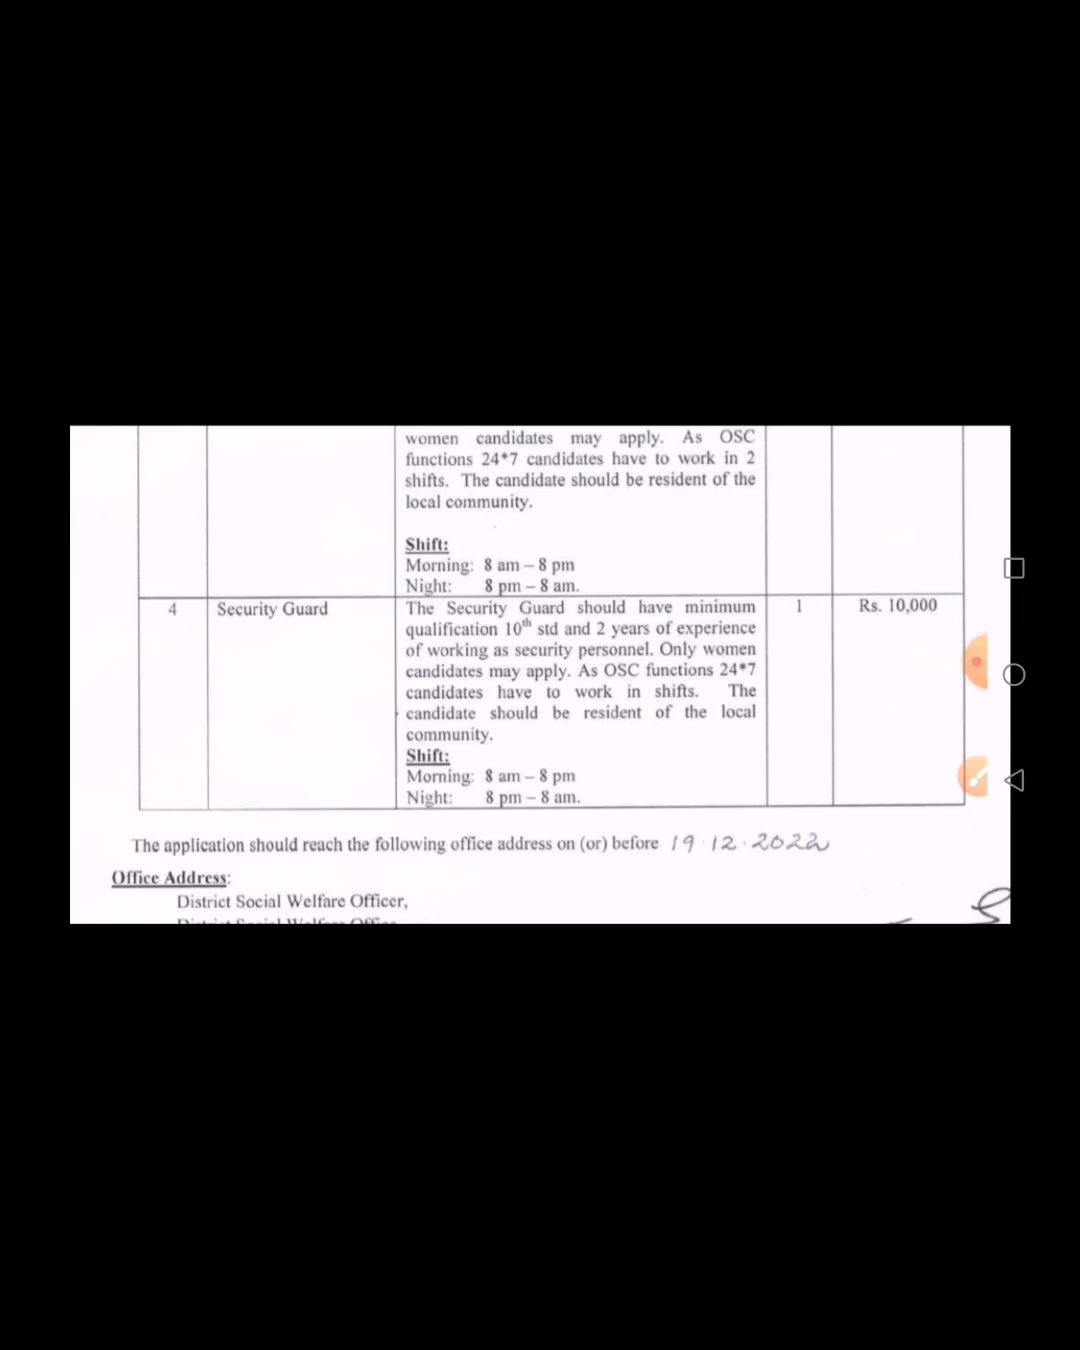 women candidates may apply. As OSC
functions 24*7 candidates have to work in 2
shifts. The candidate should be resident of the
local community.
Shift:
Morning: 8 am – 8 pm
Night: 8 pm – 8 am.
4 Security Guard The Security Guard should have minimum 1 Rs. 10,000
qualification 10th std and 2 years of experience
of working as security personnel. Only women
candidates may apply. As OSC functions 24*7
candidates have to work in shifts. The
candidate should be resident of the local
community.
Shift:
Morning: 8 am – 8 pm
Night: 8 pm – 8 am.
The application should reach the following office address on (or) before 19.12.2022
Office Address:
District Social Welfare Officer,